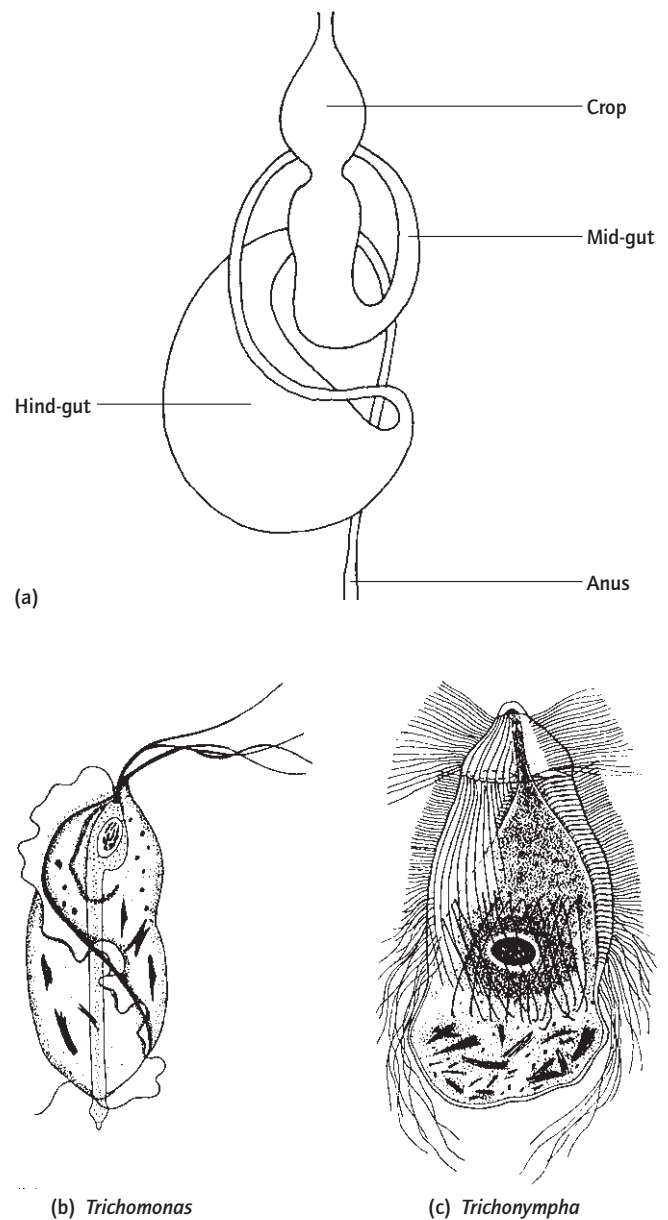 Crop
Mid-gut
Hind-gut
Anus
(a)
(b) Trichomonas
(c) Trichonympha